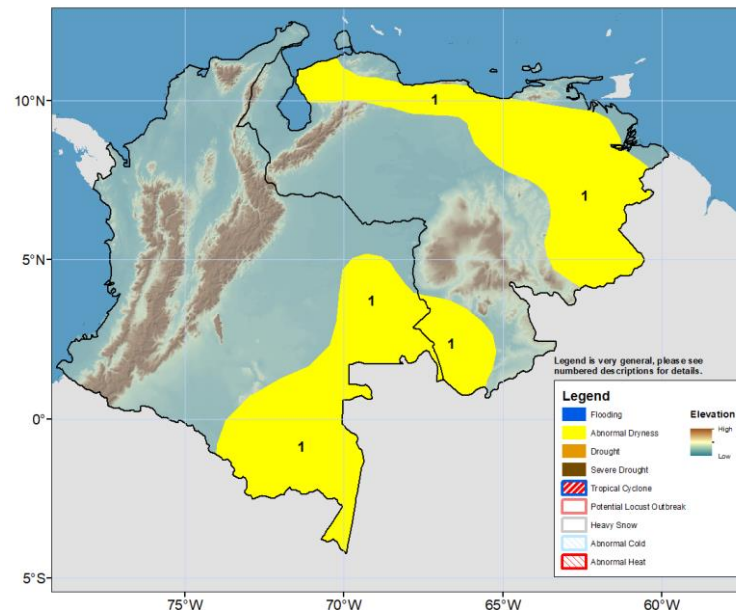 10°N
5°N
0°
5°S
75°W
70°W
65°W
60°W
1
1
1
1
1
Legend is very general, please see
numbered descriptions for details.
Legend
Flooding
Abnormal Dryness
Drought
Severe Drought
Tropical Cyclone
Potential Locust Outbreak
Heavy Snow
Abnormal Cold
Abnormal Heat
Elevation
High
Low